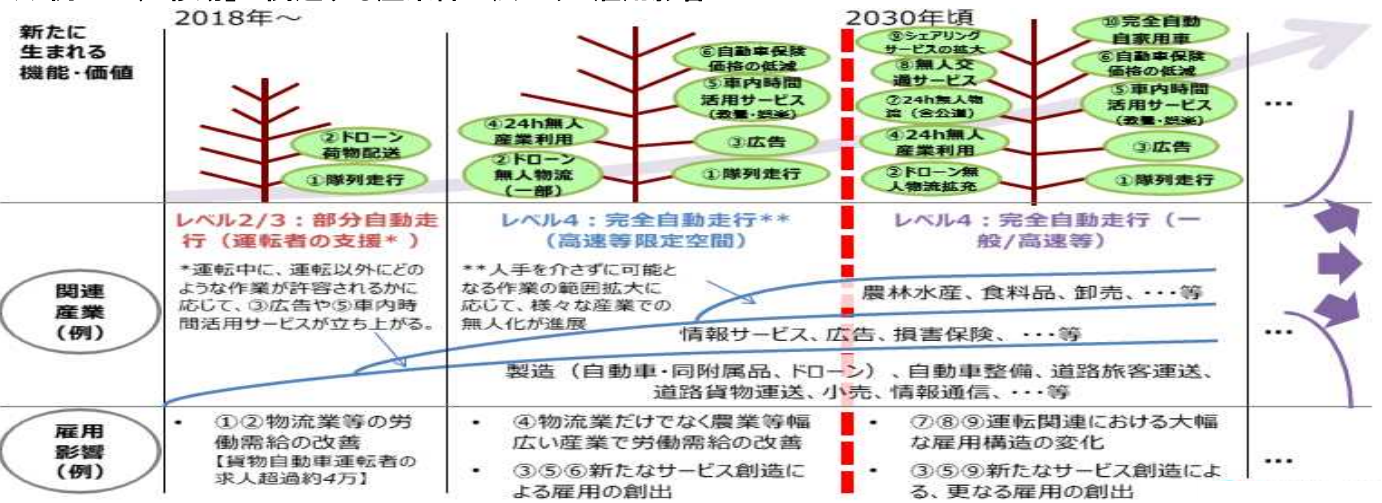 2018年～
2030年頃
新たに
生まれる
機能・価値
②ドローン
荷物配送
①隊列走行
⑥自動車保険
価格の低減
⑤車内時間
活用サービス
(教養・娯楽)
④24h無人
産業利用
③広告
②ドローン
無人物流
(一部)
①隊列走行
⑩完全自動
自家用車
⑨シェアリング
サービスの拡大
⑥自動車保険
価格の低減
⑧無人交
通サービス
⑤車内時間
活用サービス
(教養・娯楽)
⑦24h無人物
流（含公道）
④24h無人
産業利用
③広告
②ドローン無
人物流拡充
①隊列走行
…
レベル2/3：部分自動走
行（運転者の支援*）
レベル4：完全自動走行**
（高速等限定空間）
レベル4：完全自動走行（一
般/高速等）
関連
産業
(例)
*運転中に、運転以外にどの
ような作業が許容されるかに
応じて、③広告や⑤車内時
間活用サービスが立ち上がる。
**人手を介さずに可能と
なる作業の範囲拡大に
応じて、様々な産業での
無人化が進展
農林水産、食料品、卸売、・・・等
情報サービス、広告、損害保険、・・・等
製造（自動車・同附属品、ドローン）、自動車整備、道路旅客運送、
道路貨物運送、小売、情報通信、・・・等
…
雇用
影響
(例)
• ①②物流業等の労
働需給の改善
【貨物自動車運転者の
求人超過約4万】
• ④物流業だけでなく農業等幅
広い産業で労働需給の改善
• ③⑤⑥新たなサービス創造に
よる雇用の創出
• ⑦⑧⑨運転関連における大幅
な雇用構造の変化
• ③⑤⑨新たなサービス創造によ
る、更なる雇用の創出
…